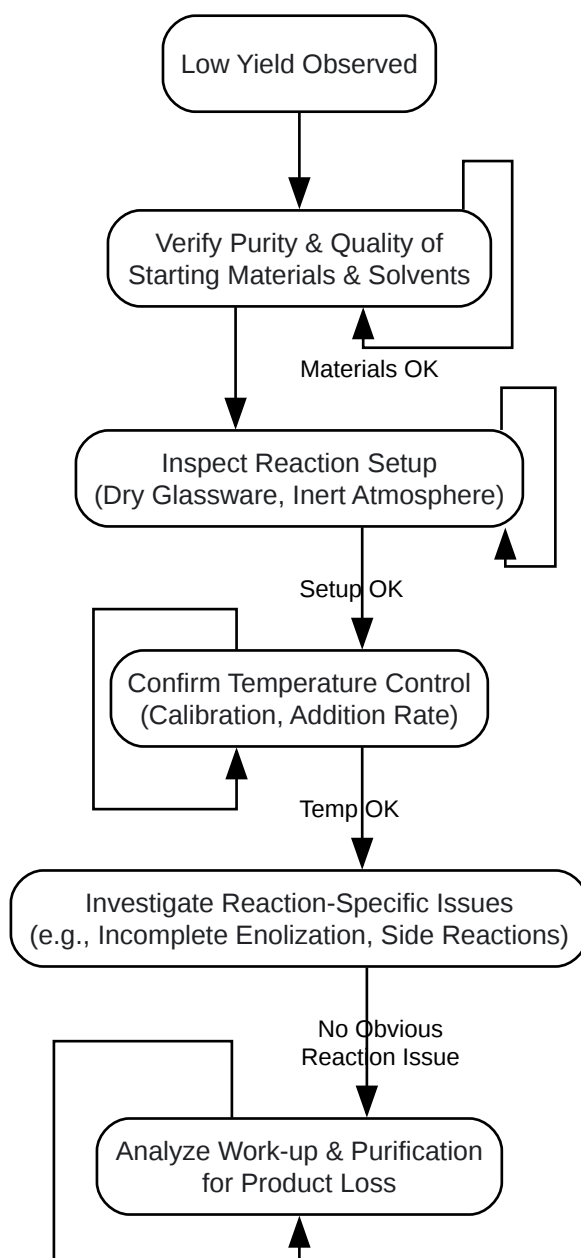 Low Yield Observed
Verify Purity & Quality of
Starting Materials & Solvents
Materials OK
Inspect Reaction Setup
(Dry Glassware, Inert Atmosphere)
Setup OK
Confirm Temperature Control
(Calibration, Addition Rate)
Temp OK
Investigate Reaction-Specific Issues
(e.g., Incomplete Enolization, Side Reactions)
No Obvious
Reaction Issue
Analyze Work-up & Purification
for Product Loss